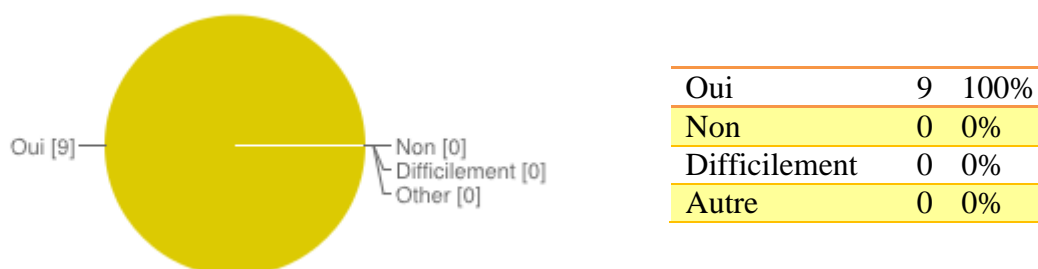 Oui [9]
Non [0]
Difficilement [0]
Other [0]
Oui 9 100%
Non 0 0%
Difficilement 0 0%
Autre 0 0%